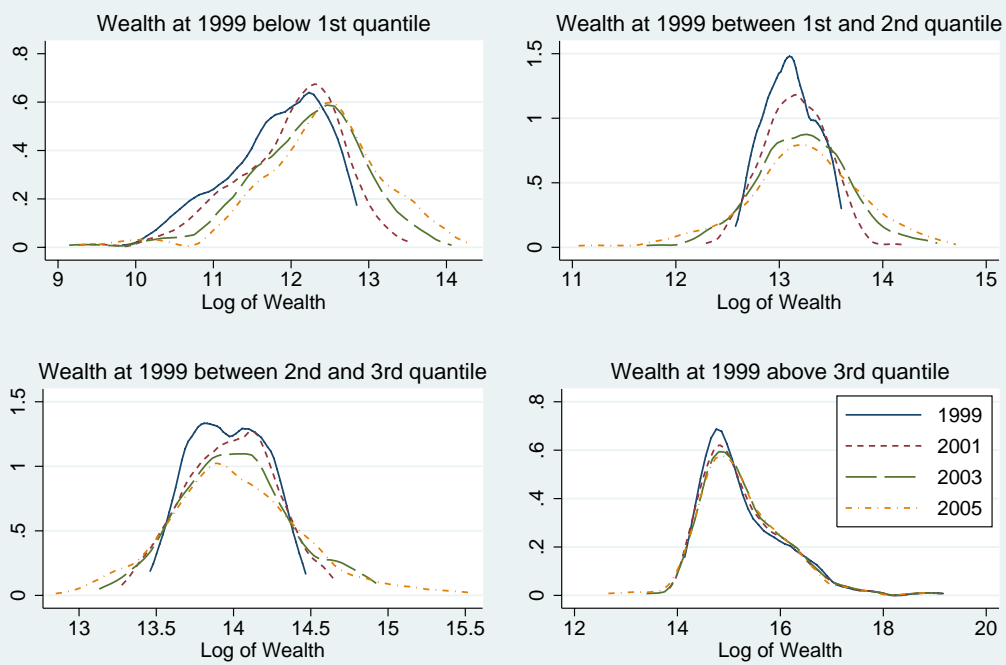 Wealth at 1999 below 1st quantile
.8
.6
.4
.2
0
9 10 11 12 13 14
Log of Wealth
Wealth at 1999 between 1st and 2nd quantile
1.5
1
.5
0
11 12 13 14 15
Log of Wealth
Wealth at 1999 between 2nd and 3rd quantile
1.5
1
.5
0
13 13.5 14 14.5 15 15.5
Log of Wealth
Wealth at 1999 above 3rd quantile
.8
.6
.4
.2
0
12 14 16 18 20
Log of Wealth
1999
2001
2003
2005